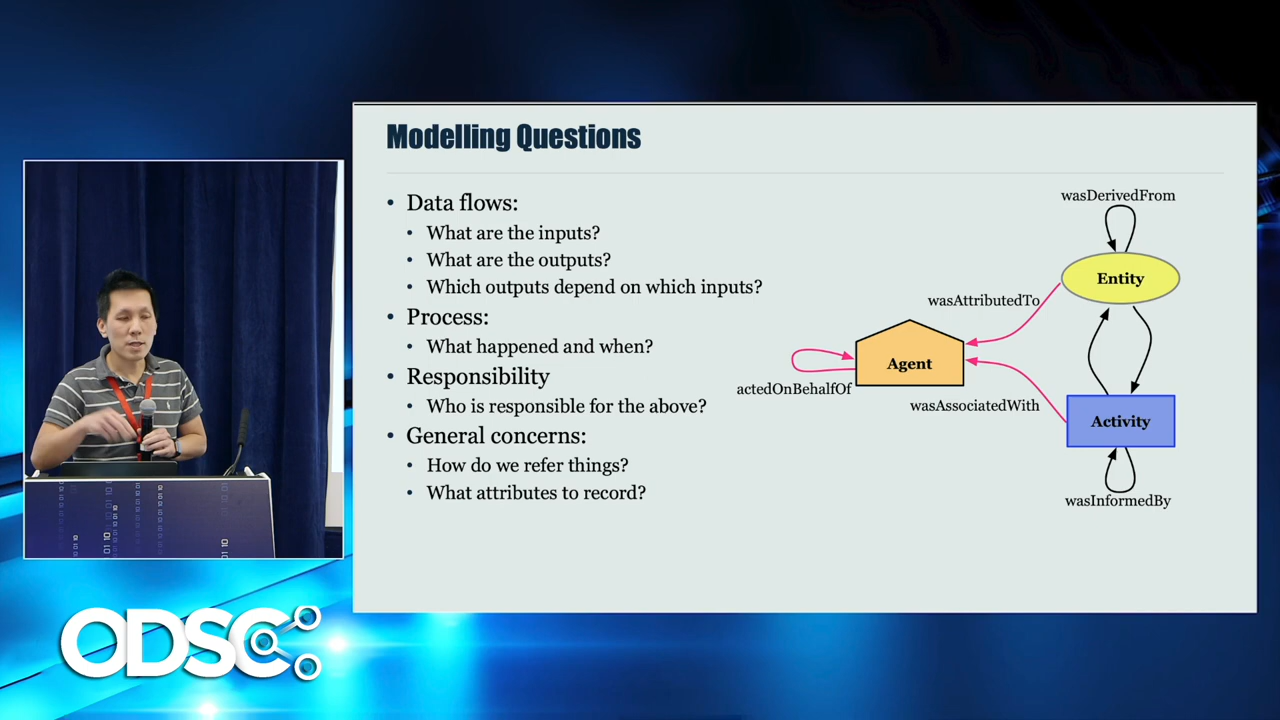 Modelling Questions
• Data flows:
• What are the inputs?
• What are the outputs?
• Which outputs depend on which inputs?
• Process:
• What happened and when?
• Responsibility
• Who is responsible for the above?
• General concerns:
• How do we refer things?
• What attributes to record?
wasDerivedFrom
Entity
wasAttributedTo
Agent
actedOnBehalfOf
wasAssociatedWith
Activity
wasInformedBy
ODSC